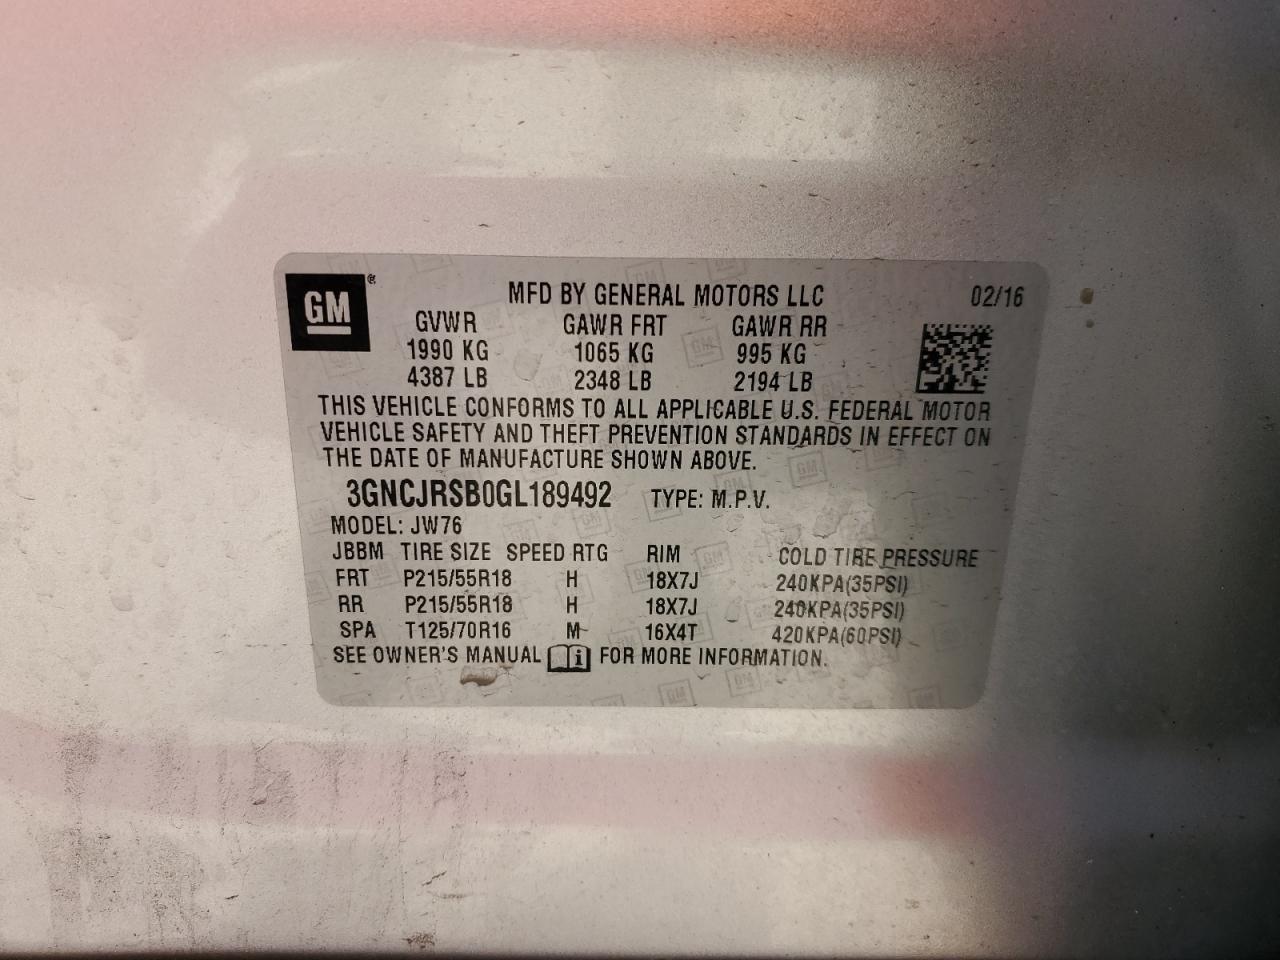 GM ®
MFD BY GENERAL MOTORS LLC 02/16
GVWR GAWR FRT GAWR RR
1990 KG 1065 KG 995 KG
4387 LB 2348 LB 2194 LB
THIS VEHICLE CONFORMS TO ALL APPLICABLE U.S. FEDERAL MOTOR
VEHICLE SAFETY AND THEFT PREVENTION STANDARDS IN EFFECT ON
THE DATE OF MANUFACTURE SHOWN ABOVE.
3GNCJRSB0GL189492 TYPE: M.P.V.
MODEL: JW76
JBBM TIRE SIZE SPEED RTG RIM COLD TIRE PRESSURE
FRT P215/55R18 H 18X7J 240KPA(35PSI)
RR P215/55R18 H 18X7J 240KPA(35PSI)
SPA T125/70R16 M 16X4T 420KPA(60PSI)
SEE OWNER'S MANUAL i FOR MORE INFORMATION.